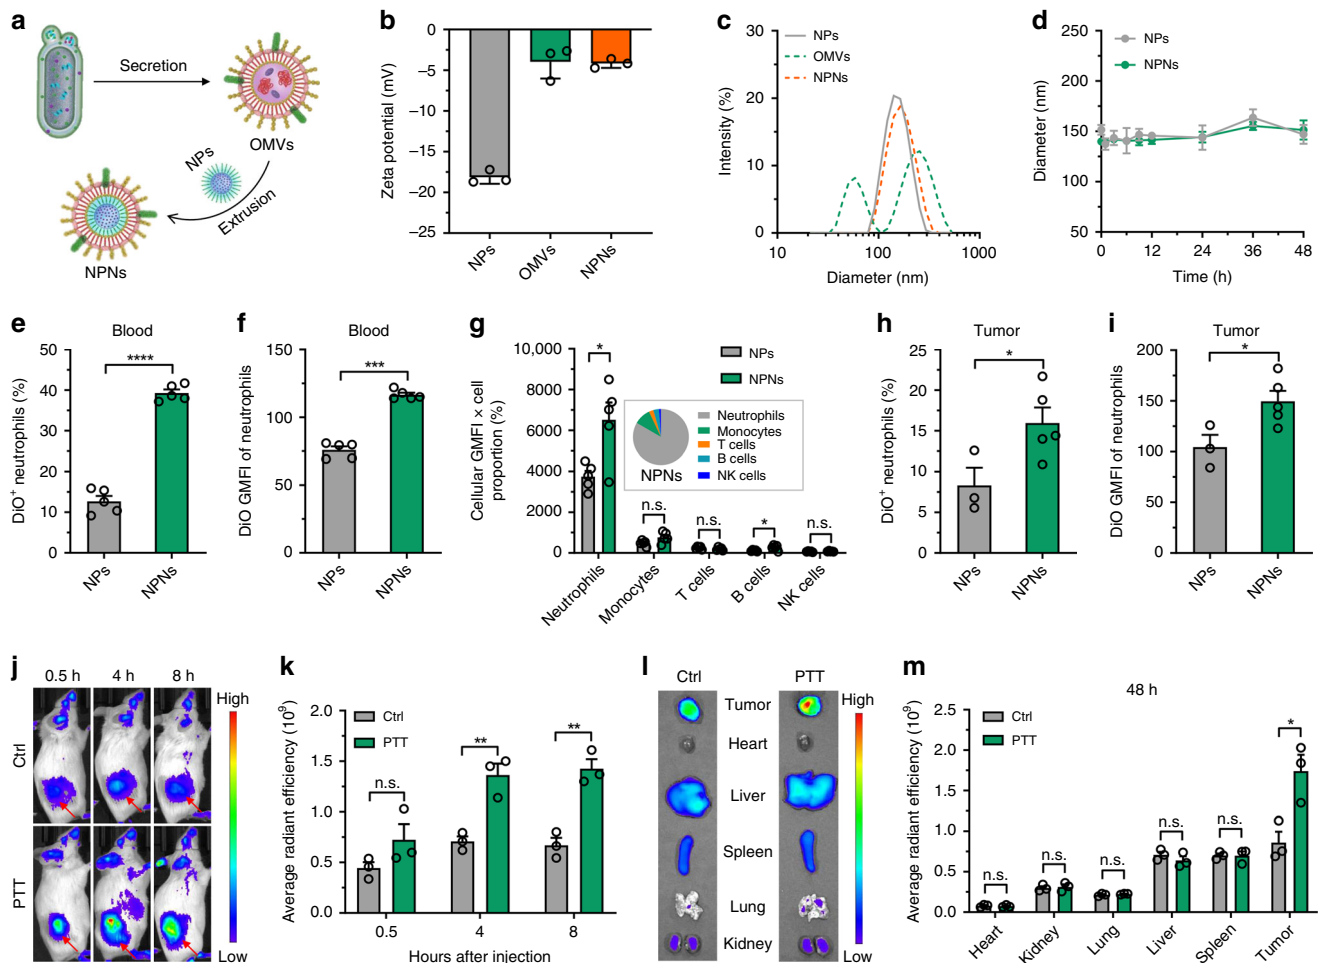 a
Secretion
OMVs
NPs
Extrusion
NPNs
b
Zeta potential (mV)
0
–5
–10
–15
–20
–25
NPs
OMVs
NPNs
c
Intensity (%)
30
20
10
0
NPs
OMVs
NPNs
10
100
1000
Diameter (nm)
d
Diameter (nm)
250
200
150
100
50
NPs
NPNs
0
6
12
24
36
48
Time (h)
e
Blood
DiO+ neutrophils (%)
50
40
30
20
10
0
****
NPs
NPNs
f
Blood
DiO GMFI of neutrophils
150
100
50
0
***
NPs
NPNs
g
Cellular GMFI × cell
proportion (%)
10,000
8000
6000
4000
2000
0
*
n.s.
n.s.
*
n.s.
NPs
NPNs
Neutrophils
Monocytes
T cells
B cells
NK cells
NPNs
Neutrophils
Monocytes
T cells
B cells
NK cells
h
Tumor
DiO+ neutrophils (%)
25
20
15
10
5
0
*
NPs
NPNs
i
Tumor
DiO GMFI of neutrophils
200
150
100
50
0
*
NPs
NPNs
j
0.5 h
4 h
8 h
Ctrl
PTT
High
Low
k
Average radiant efficiency (10^9)
2.0
1.5
1.0
0.5
0.0
Ctrl
PTT
n.s.
**
**
0.5
4
8
Hours after injection
l
Ctrl
PTT
Tumor
Heart
Liver
Spleen
Lung
Kidney
High
Low
m
48 h
Average radiant efficiency (10^9)
2.5
2.0
1.5
1.0
0.5
0.0
Ctrl
PTT
n.s.
n.s.
n.s.
n.s.
n.s.
*
Heart
Kidney
Lung
Liver
Spleen
Tumor